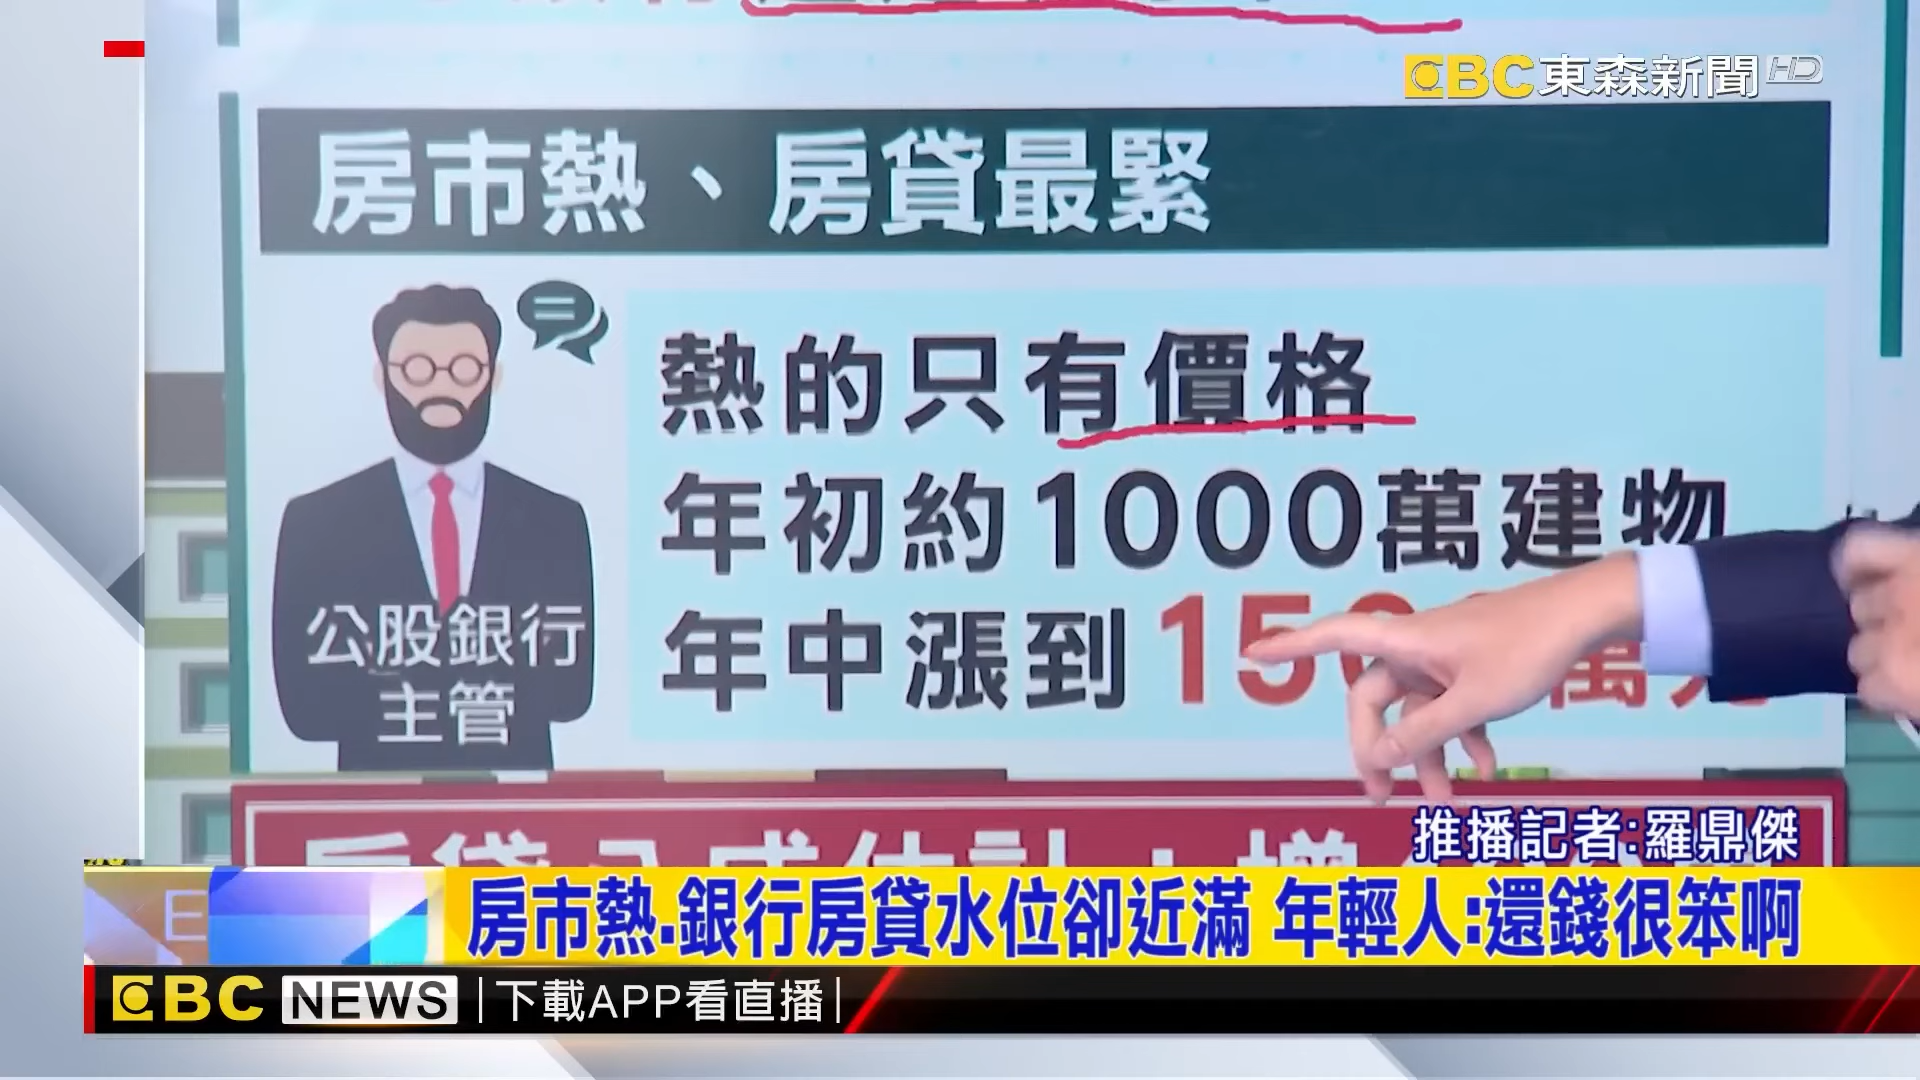 EBC東森新聞HD
房市熱、房貸最緊
熱的只有價格
年初約1000萬建物
年中漲到15
公股銀行
主管
推播記者:羅鼎傑
房市熱.銀行房貸水位卻近滿 年輕人:還錢很笨啊
EBC NEWS 下載APP看直播